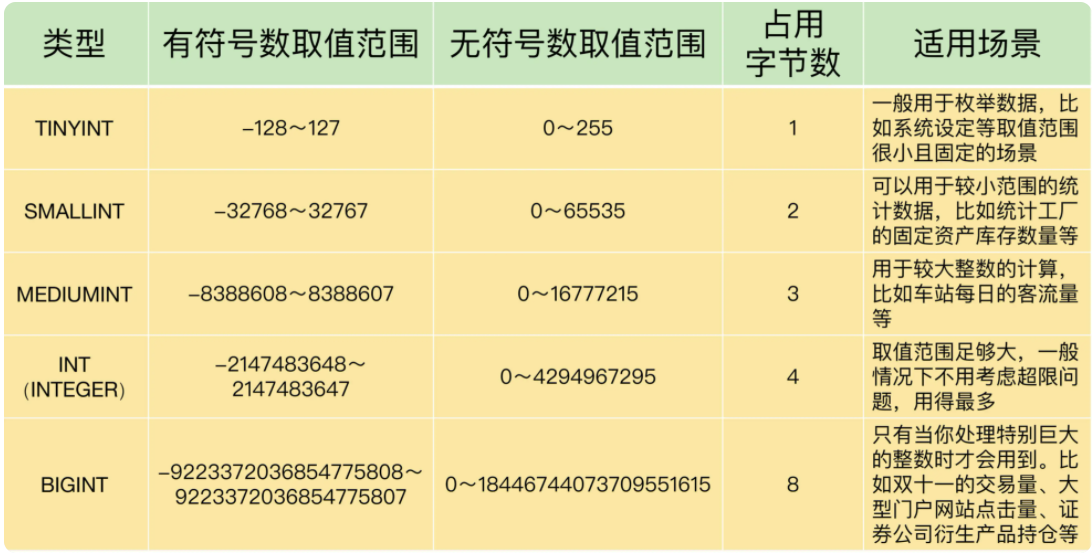 类型
有符号数取值范围
无符号数取值范围
占用
字节数
适用场景
TINYINT
-128～127
0～255
1
一般用于枚举数据，比
如系统设定等取值范围
很小且固定的场景
SMALLINT
-32768～32767
0～65535
2
可以用于较小范围的统
计数据，比如统计工厂
的固定资产库存数量等
MEDIUMINT
-8388608～8388607
0～16777215
3
用于较大整数的计算，
比如车站每日的客流量
等
INT
（INTEGER）
-2147483648～
2147483647
0～4294967295
4
取值范围足够大，一般
情况下不用考虑超限问
题，用得最多
BIGINT
-9223372036854775808～
9223372036854775807
0～18446744073709551615
8
只有当你处理特别巨大
的整数时才会用到。比
如双十一的交易量、大
型门户网站点击量、证
券公司衍生产品持仓等